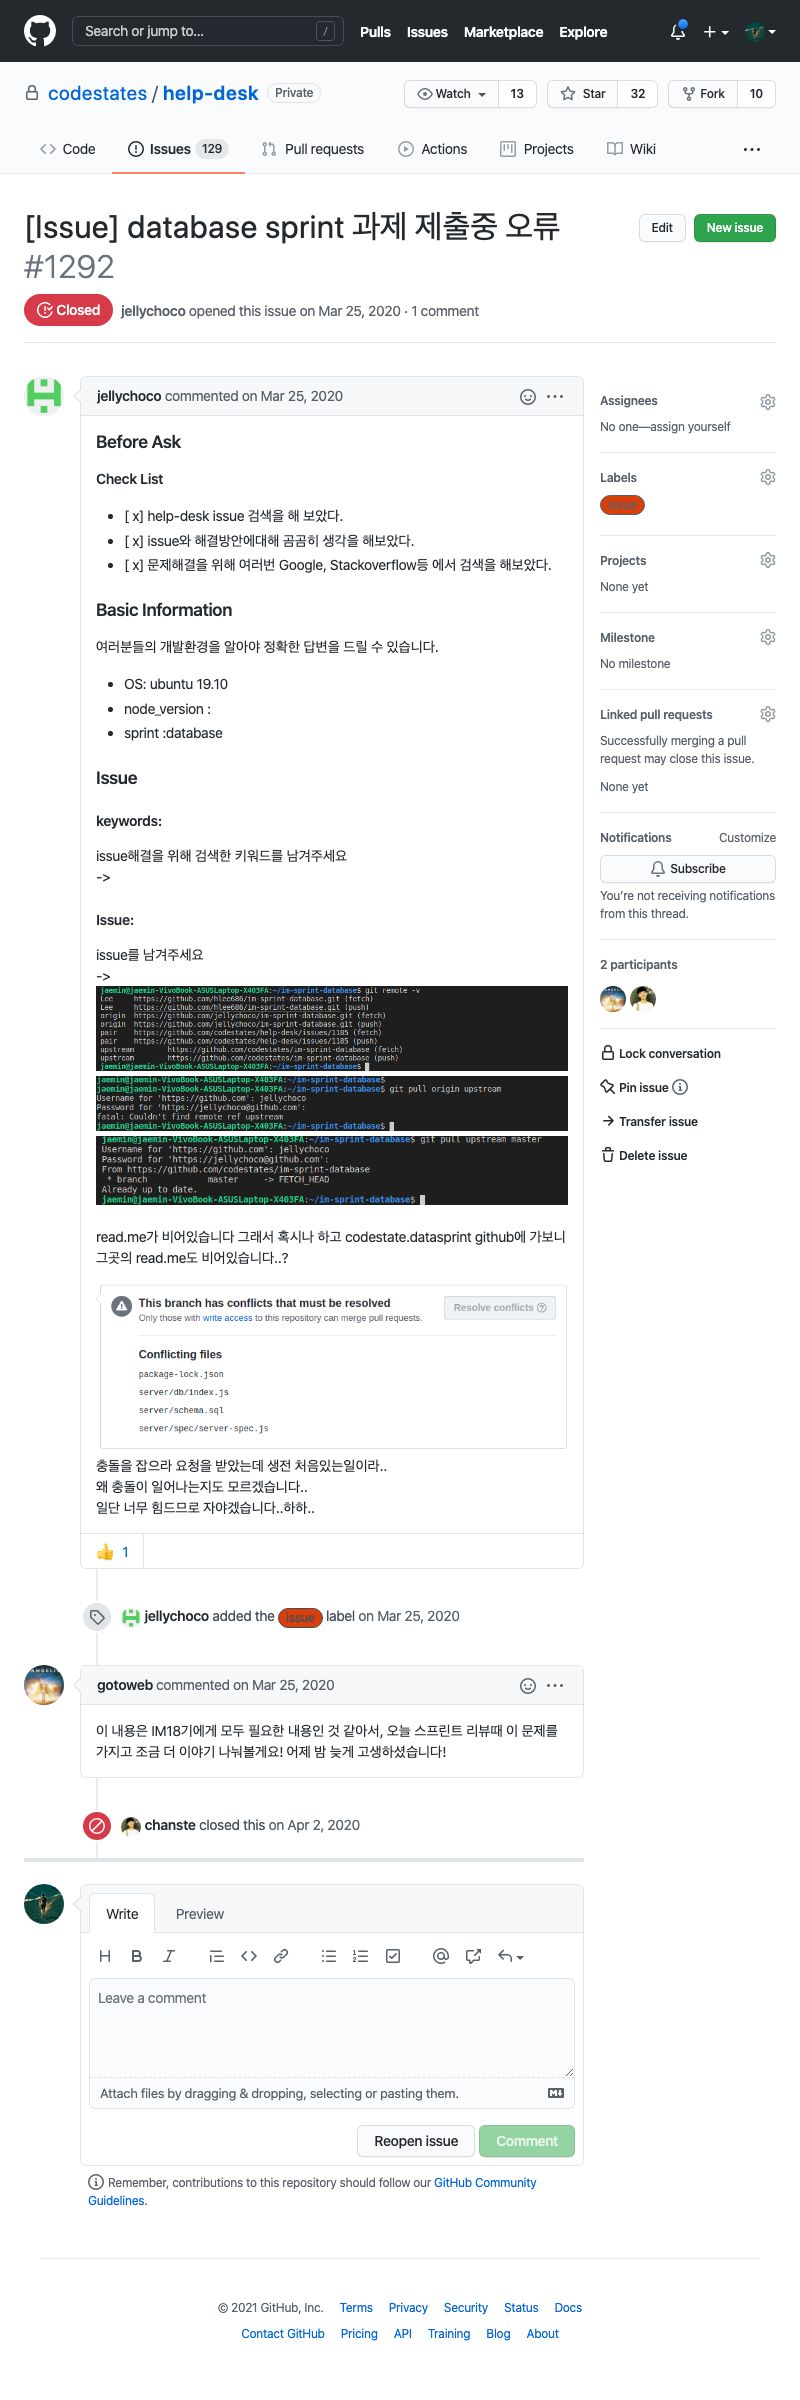 Search or jump to... /
Pulls Issues Marketplace Explore
codestates / help-desk Private
Watch 13 Star 32 Fork 10
Code Issues 129 Pull requests Actions Projects Wiki ...
[Issue] database sprint 과제 제출중 오류
#1292
Edit New issue
Closed jellychoco opened this issue on Mar 25, 2020 · 1 comment
jellychoco commented on Mar 25, 2020
Before Ask
Check List
[ x] help-desk issue 검색을 해 보았다.
[ x] issue와 해결방안에대해 곰곰히 생각을 해보았다.
[ x] 문제해결을 위해 여러번 Google, Stackoverflow등 에서 검색을 해보았다.
Basic Information
여러분들의 개발환경을 알아야 정확한 답변을 드릴 수 있습니다.
OS: ubuntu 19.10
node_version :
sprint :database
Issue
keywords:
issue해결을 위해 검색한 키워드를 남겨주세요
->
Issue:
issue를 남겨주세요
->
jaemin@jaemin-VivoBook-ASUSLaptop-X403FA:~/im-sprint-database$ git remote -v
Lee https://github.com/hlee686/im-sprint-database.git (fetch)
Lee https://github.com/hlee686/im-sprint-database.git (push)
origin https://github.com/jellychoco/im-sprint-database.git (fetch)
origin https://github.com/jellychoco/im-sprint-database.git (push)
pair https://github.com/codestates/help-desk/issues/1185 (fetch)
pair https://github.com/codestates/help-desk/issues/1185 (push)
upstream https://github.com/codestates/im-sprint-database (fetch)
upstream https://github.com/codestates/im-sprint-database (push)
jaemin@jaemin-VivoBook-ASUSLaptop-X403FA:~/im-sprint-database$
jaemin@jaemin-VivoBook-ASUSLaptop-X403FA:~/im-sprint-database$
jaemin@jaemin-VivoBook-ASUSLaptop-X403FA:~/im-sprint-database$ git pull origin upstream
Username for 'https://github.com': jellychoco
Password for 'https://jellychoco@github.com':
fatal: Couldn't find remote ref upstream
jaemin@jaemin-VivoBook-ASUSLaptop-X403FA:~/im-sprint-database$
jaemin@jaemin-VivoBook-ASUSLaptop-X403FA:~/im-sprint-database$ git pull upstream master
Username for 'https://github.com': jellychoco
Password for 'https://jellychoco@github.com':
From https://github.com/codestates/im-sprint-database
* branch master -> FETCH_HEAD
Already up to date.
jaemin@jaemin-VivoBook-ASUSLaptop-X403FA:~/im-sprint-database$
read.me가 비어있습니다 그래서 혹시나 하고 codestate.datasprint github에 가보니
그곳의 read.me도 비어있습니다..?
This branch has conflicts that must be resolved
Only those with write access to this repository can merge pull requests.
Resolve conflicts
Conflicting files
package-lock.json
server/db/index.js
server/schema.sql
server/spec/server-spec.js
충돌을 잡으라 요청을 받았는데 생전 처음있는일이라..
왜 충돌이 일어나는지도 모르겠습니다..
일단 너무 힘드므로 자야겠습니다..하하..
1
jellychoco added the issue label on Mar 25, 2020
gotoweb commented on Mar 25, 2020
이 내용은 IM18기에게 모두 필요한 내용인 것 같아서, 오늘 스프린트 리뷰때 이 문제를
가지고 조금 더 이야기 나눠볼게요! 어제 밤 늦게 고생하셨습니다!
chanste closed this on Apr 2, 2020
Write Preview
H B I
Leave a comment
Attach files by dragging & dropping, selecting or pasting them.
Reopen issue Comment
Remember, contributions to this repository should follow our GitHub Community
Guidelines.
Assignees
No one—assign yourself
Labels
issue
Projects
None yet
Milestone
No milestone
Linked pull requests
Successfully merging a pull
request may close this issue.
None yet
Notifications Customize
Subscribe
You're not receiving notifications
from this thread.
2 participants
Lock conversation
Pin issue
Transfer issue
Delete issue
© 2021 GitHub, Inc. Terms Privacy Security Status Docs
Contact GitHub Pricing API Training Blog About